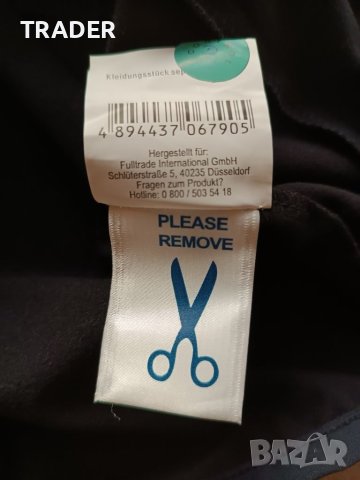 TRADER
Kleidungsstück
4 894437 067905
Hergestellt für:
Fulltrade International GmbH
Schlüterstraße 5, 40235 Düsseldorf
Fragen zum Produkt?
Hotline: 0 800 / 503 54 18
PLEASE
REMOVE
BAZAR